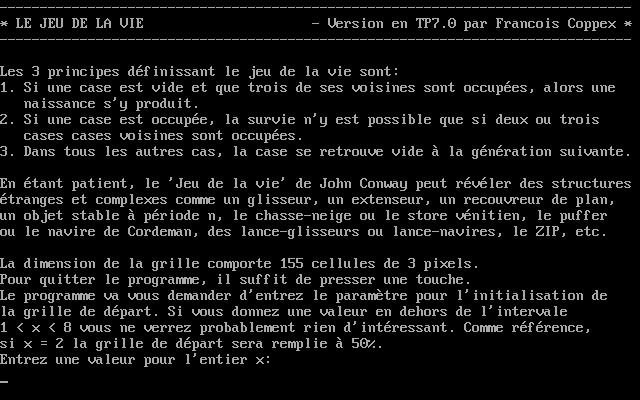 * LE JEU DE LA VIE - Version en TP7.0 par Francois Coppex *
Les 3 principes définissant le jeu de la vie sont:
1. Si une case est vide et que trois de ses voisines sont occupées, alors une
naissance s'y produit.
2. Si une case est occupée, la survie n'y est possible que si deux ou trois
cases cases voisines sont occupées.
3. Dans tous les autres cas, la case se retrouve vide à la génération suivante.
En étant patient, le 'Jeu de la vie' de John Conway peut révéler des structures
étranges et complexes comme un glisseur, un extenseur, un recouvreur de plan,
un objet stable à période n, le chasse-neige ou le store vénitien, le puffer
ou le navire de Cordeman, des lance-glisseurs ou lance-navires, le ZIP, etc.
La dimension de la grille comporte 155 cellules de 3 pixels.
Pour quitter le programme, il suffit de presser une touche.
Le programme va vous demander d'entrez le paramètre pour l'initialisation de
la grille de départ. Si vous donnez une valeur en dehors de l'intervale
1 < x < 8 vous ne verrez probablement rien d'intéressant. Comme référence,
si x = 2 la grille de départ sera remplie à 50%.
Entrez une valeur pour l'entier x:
_